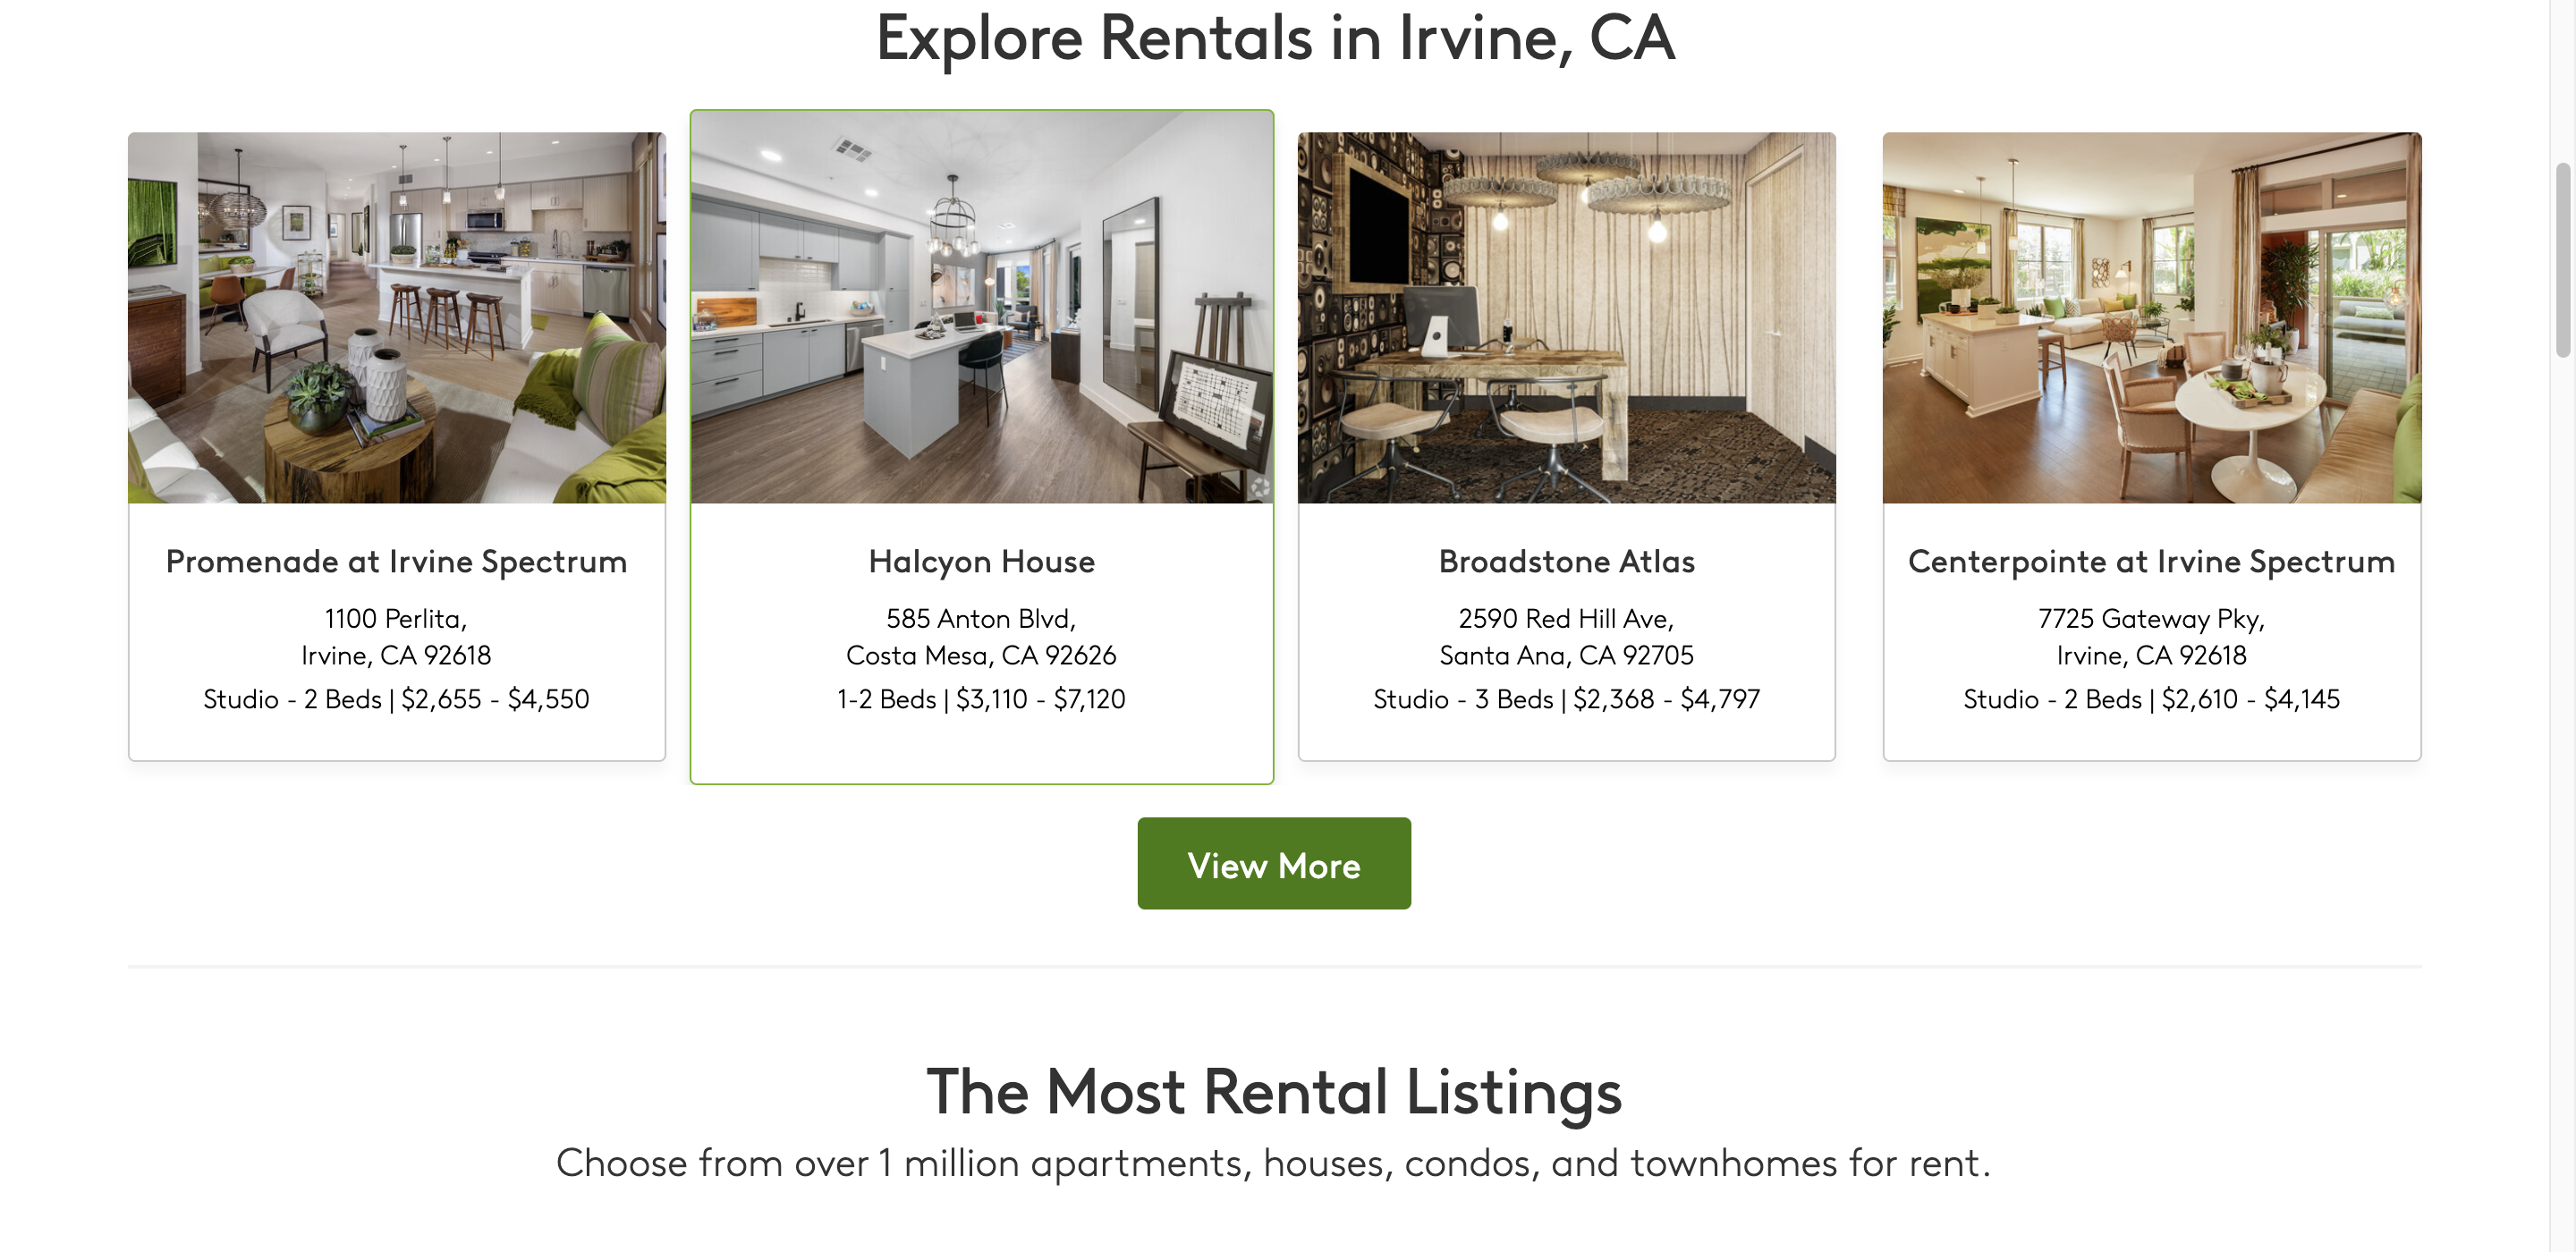 Explore Rentals in Irvine, CA
Promenade at Irvine Spectrum
1100 Perlita,
Irvine, CA 92618
Studio - 2 Beds | $2,655 - $4,550
Halcyon House
585 Anton Blvd,
Costa Mesa, CA 92626
1-2 Beds | $3,110 - $7,120
Broadstone Atlas
2590 Red Hill Ave,
Santa Ana, CA 92705
Studio - 3 Beds | $2,368 - $4,797
Centerpointe at Irvine Spectrum
7725 Gateway Pky,
Irvine, CA 92618
Studio - 2 Beds | $2,610 - $4,145
View More
The Most Rental Listings
Choose from over 1 million apartments, houses, condos, and townhomes for rent.